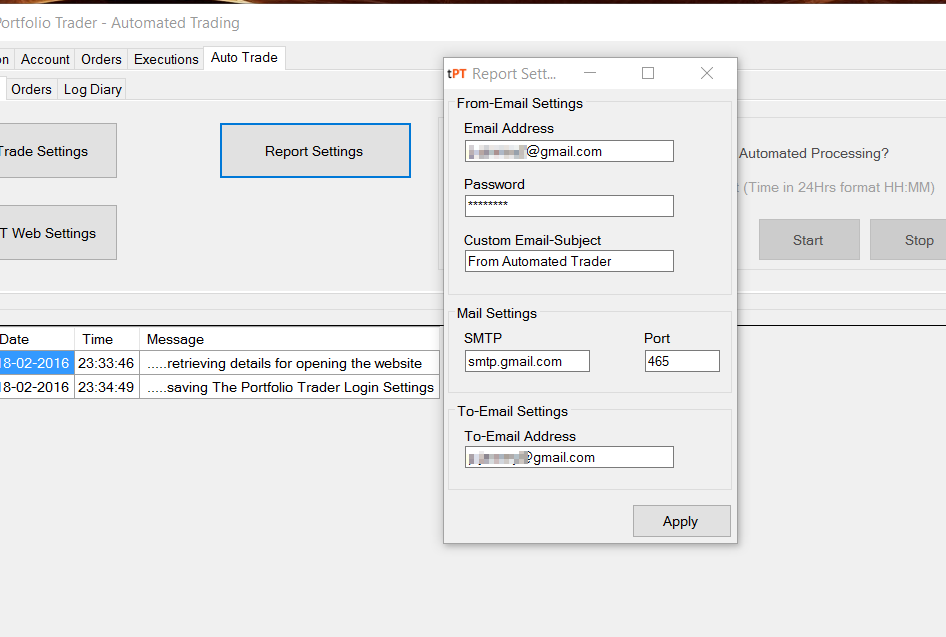 Portfolio Trader - Automated Trading
on Account Orders Executions Auto Trade
Orders Log Diary
Trade Settings
Report Settings
T Web Settings
Automated Processing?
t (Time in 24Hrs format HH:MM)
Start Stop
Date Time Message
18-02-2016 23:33:46 .....retrieving details for opening the website
18-02-2016 23:34:49 .....saving The Portfolio Trader Login Settings
tPT Report Sett...
From-Email Settings
Email Address
@gmail.com
Password
********
Custom Email-Subject
From Automated Trader
Mail Settings
SMTP Port
smtp.gmail.com 465
To-Email Settings
To-Email Address
@gmail.com
Apply